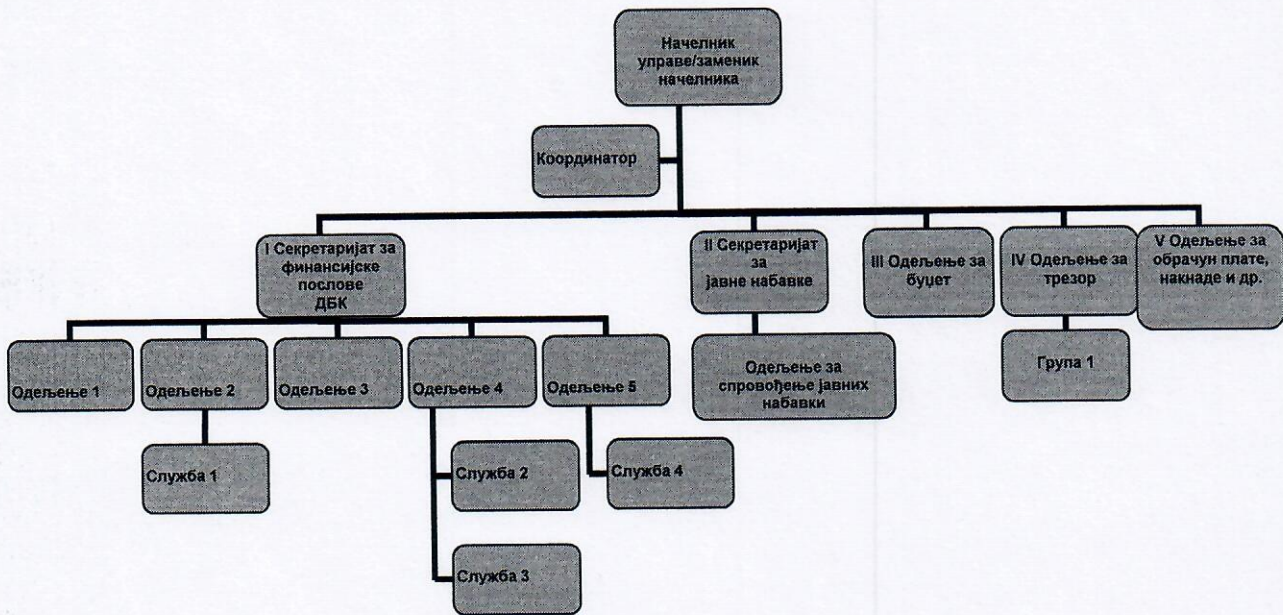 Начелник
управе/заменик
начелника
Координатор
I Секретаријат за
финансијске
послове
ДБК
II Секретаријат
за
јавне набавке
III Одељење за
буџет
IV Одељење за
трезор
V Одељење за
обрачун плате,
накнаде и др.
Одељење 1
Одељење 2
Одељење 3
Одељење 4
Одељење 5
Одељење за
спровођење јавних
набавки
Група 1
Служба 1
Служба 2
Служба 4
Служба 3